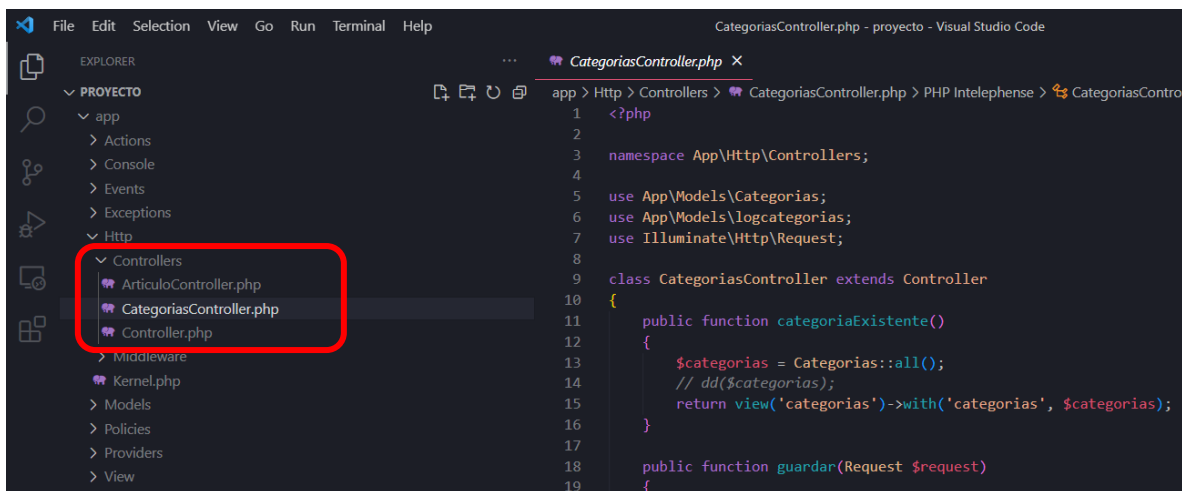 File Edit Selection View Go Run Terminal Help CategoriasController.php - proyecto - Visual Studio Code
EXPLORER ···
PROYECTO
app
Actions
Console
Events
Exceptions
Http
Controllers
ArticuloController.php
CategoriasController.php
Controller.php
Middleware
Kernel.php
Models
Policies
Providers
View
CategoriasController.php ×
app > Http > Controllers > CategoriasController.php > PHP Intelephense > CategoriasContro
1 <?php
2
3 namespace App\Http\Controllers;
4
5 use App\Models\Categorias;
6 use App\Models\logcategorias;
7 use Illuminate\Http\Request;
8
9 class CategoriasController extends Controller
10 {
11 public function categoriaExistente()
12 {
13 $categorias = Categorias::all();
14 // dd($categorias);
15 return view('categorias')->with('categorias', $categorias);
16 }
17
18 public function guardar(Request $request)
19 {